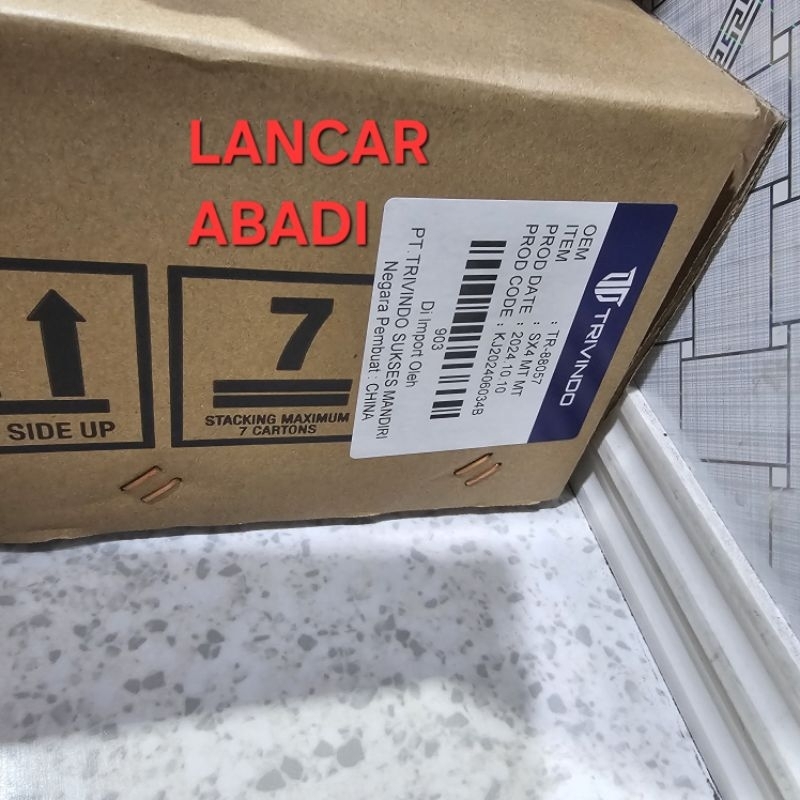 LANCAR
ABADI
SIDE UP
7
STACKING MAXIMUM
7 CARTONS
TRIVINDO
OEM : TR-88057
ITEM : SX4 MT MT
PROD DATE : 2024.10.10
PROD CODE : KJ202406034B
903
Di Import Oleh
PT.TRIVINDO SUKSES MANDIRI
Negara Pembuat : CHINA